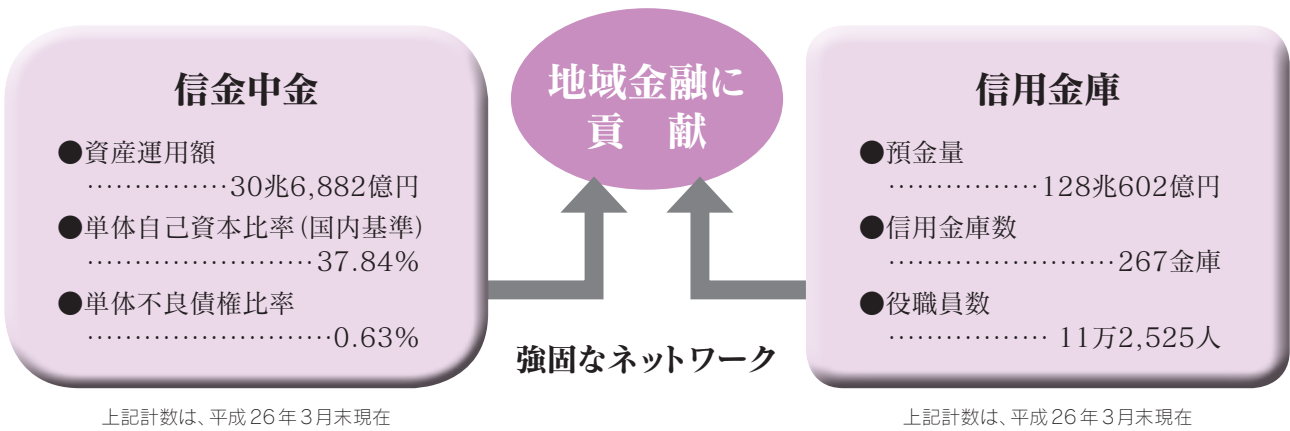 信金中金
●資産運用額
……………30兆6,882億円
●単体自己資本比率(国内基準)
……………………37.84%
●単体不良債権比率
………………………0.63%
上記計数は、平成26年3月末現在
地域金融に
貢　献
強固なネットワーク
信用金庫
●預金量
……………128兆602億円
●信用金庫数
……………………267金庫
●役職員数
………………11万2,525人
上記計数は、平成26年3月末現在